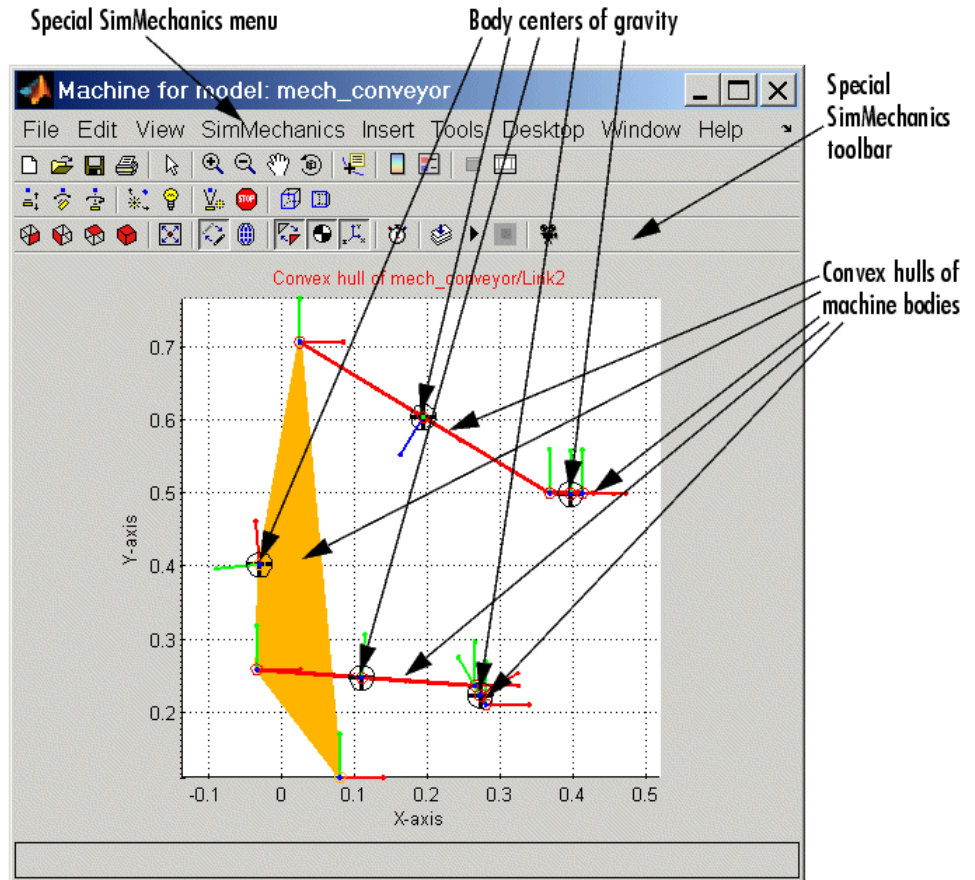 Special SimMechanics menu
Body centers of gravity
Machine for model: mech_conveyor
Special
SimMechanics
toolbar
File Edit View SimMechanics Insert Tools Desktop Window Help
STOP
Convex hull of mech_conveyor/Link2
Convex hulls of
machine bodies
0.7
0.6
0.5
0.4
0.3
0.2
Y-axis
-0.1 0 0.1 0.2 0.3 0.4 0.5
X-axis